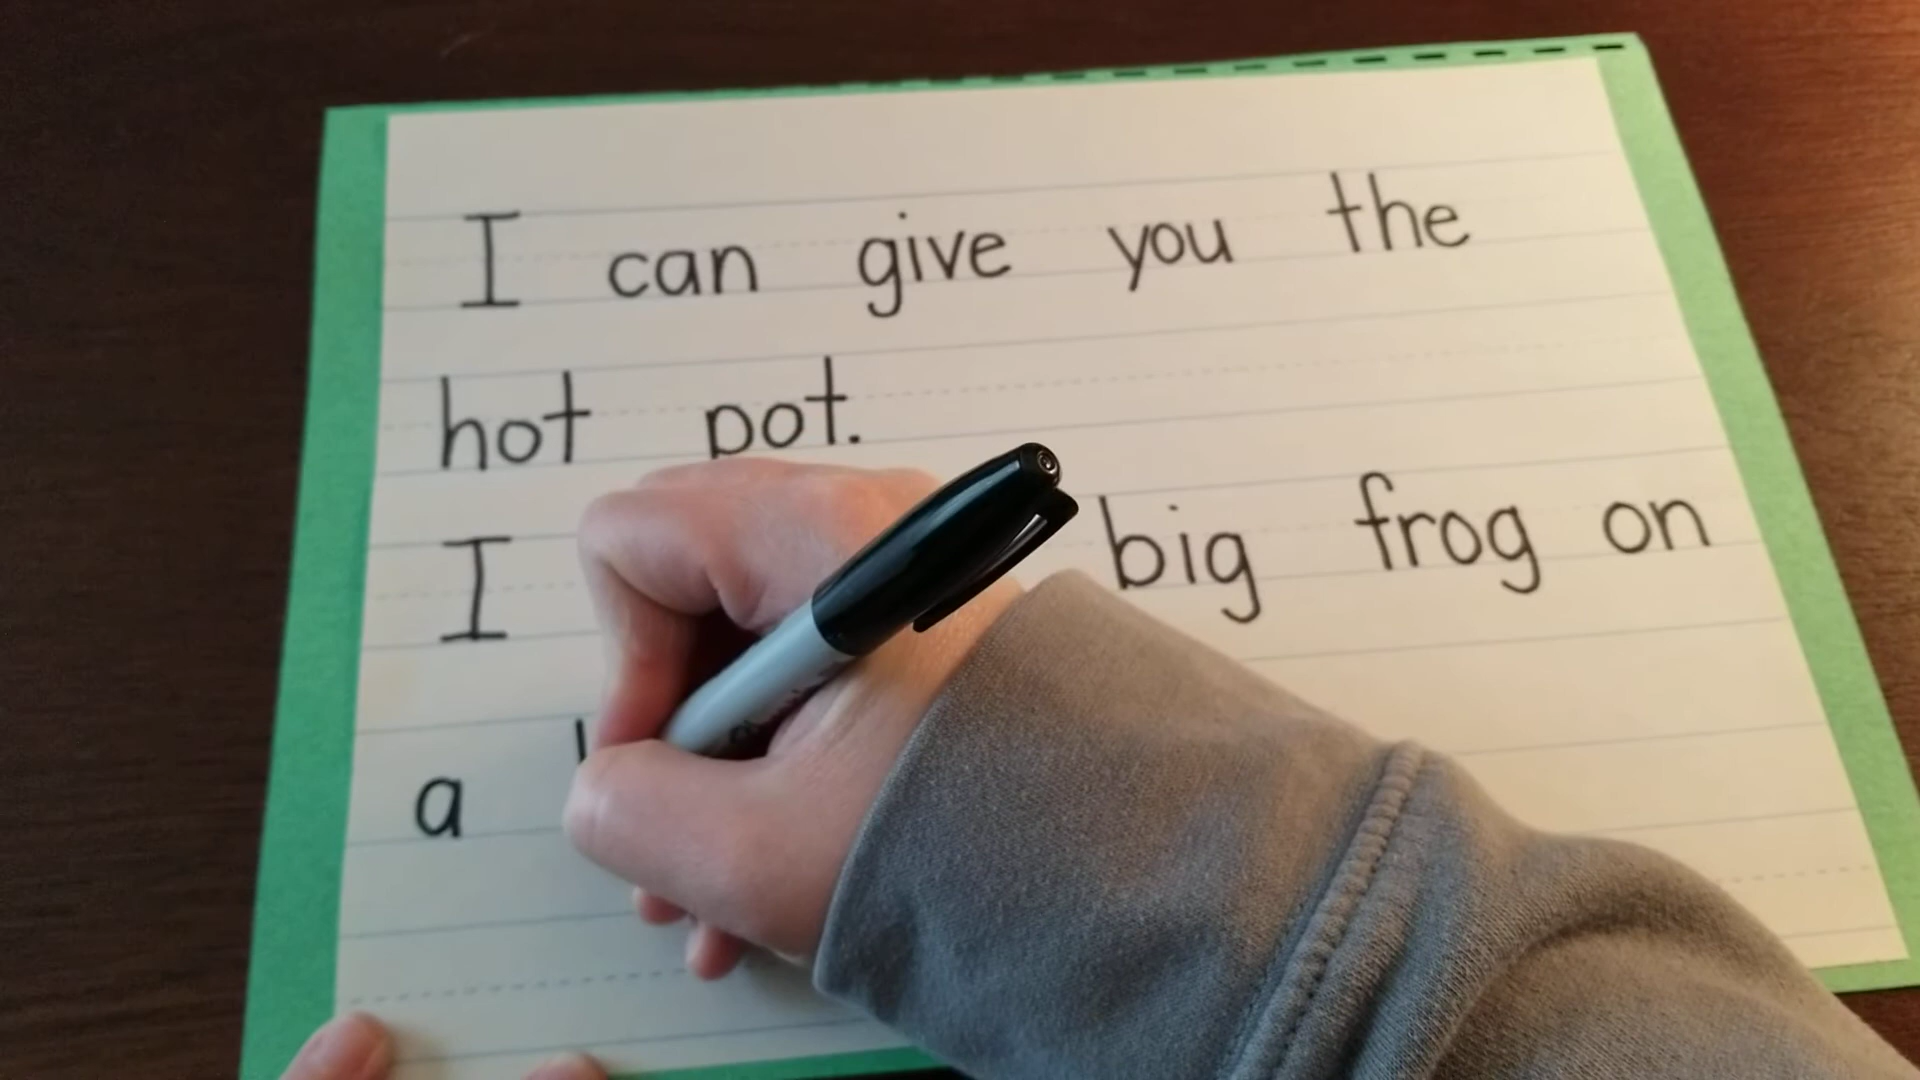 I can give you the
hot pot.
I big frog on
a